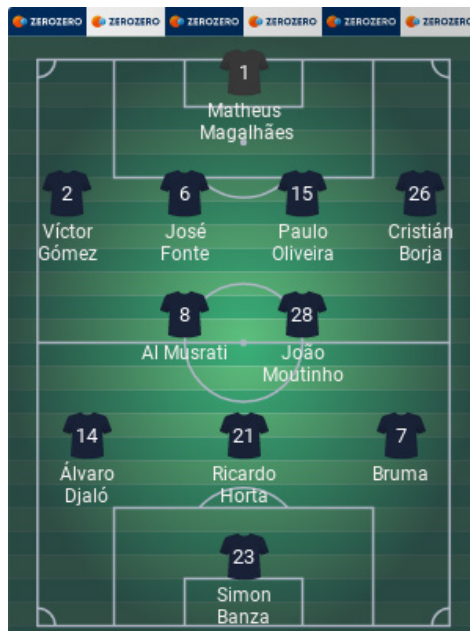 ZEROZERO ZEROZERO ZEROZERO ZEROZERO ZEROZERO ZEROZERO
1
Matheus
Magalhães
2 6 15 26
Víctor José Paulo Cristián
Gómez Fonte Oliveira Borja
8 28
Al Musrati João
Moutinho
14 21 7
Álvaro Ricardo Bruma
Djaló Horta
23
Simon
Banza